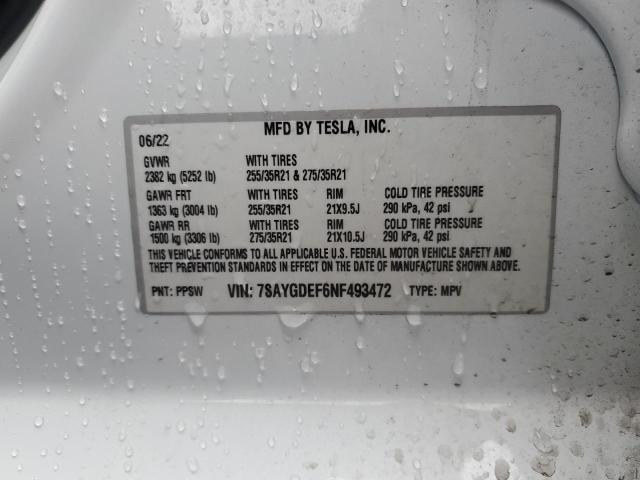 06/22 MFD BY TESLA, INC.
GVWR WITH TIRES
2382 kg (5252 lb) 255/35R21 & 275/35R21
GAWR FRT WITH TIRES RIM COLD TIRE PRESSURE
1363 kg (3004 lb) 255/35R21 21X9.5J 290 kPa, 42 psi
GAWR RR WITH TIRES RIM COLD TIRE PRESSURE
1500 kg (3306 lb) 275/35R21 21X10.5J 290 kPa, 42 psi
THIS VEHICLE CONFORMS TO ALL APPLICABLE U.S. FEDERAL MOTOR VEHICLE SAFETY AND
THEFT PREVENTION STANDARDS IN EFFECT ON THE DATE OF MANUFACTURE SHOWN ABOVE.
PNT: PPSW VIN: 7SAYGDEF6NF493472 TYPE: MPV